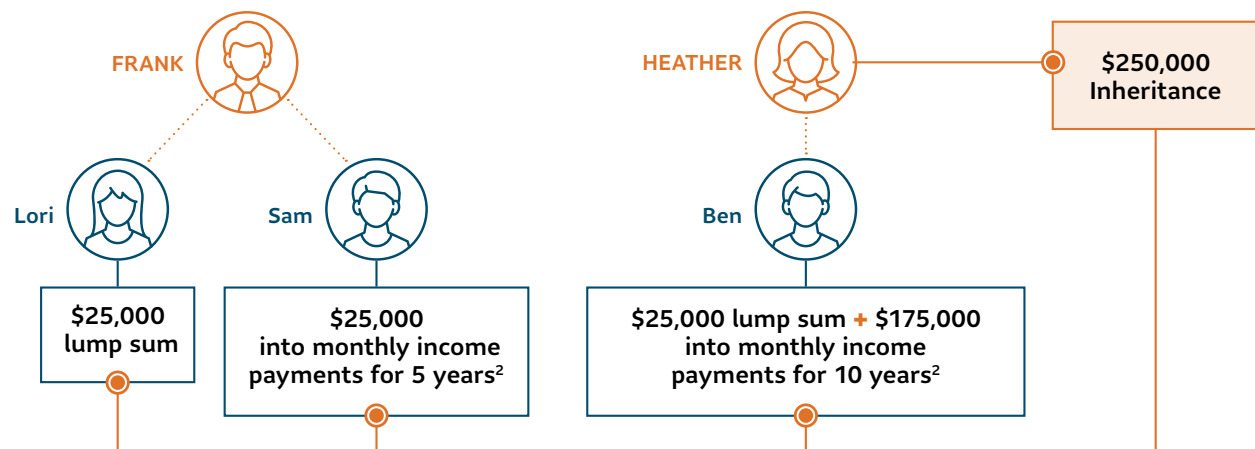 FRANK
HEATHER
$250,000
Inheritance
Lori
Sam
Ben
$25,000
lump sum
$25,000
into monthly income
payments for 5 years²
$25,000 lump sum + $175,000
into monthly income
payments for 10 years²